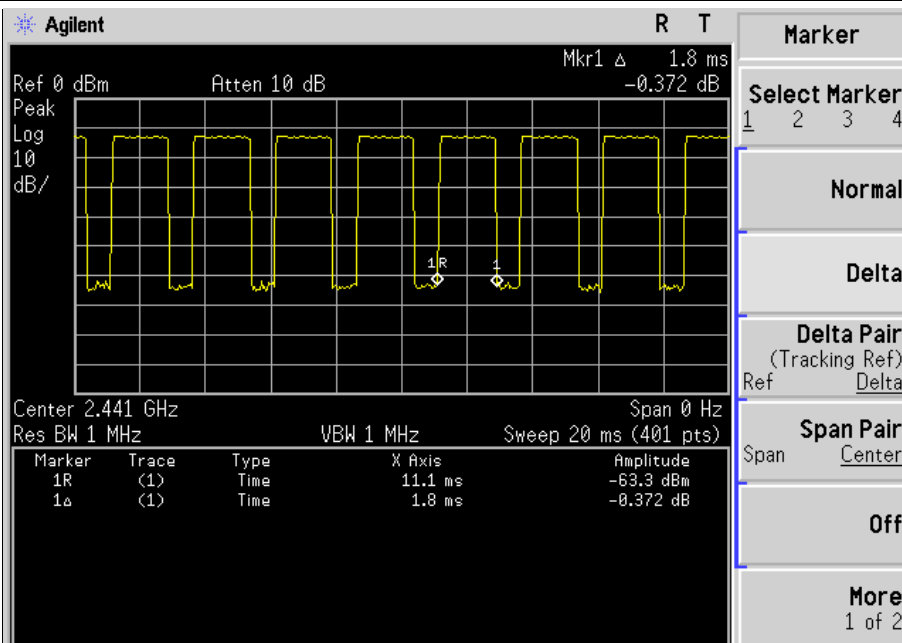 Agilent
R T
Marker
Mkr1 Δ 1.8 ms
Ref 0 dBm Atten 10 dB -0.372 dB
Peak
Log
10
dB/
1R
1
Center 2.441 GHz Span 0 Hz
Res BW 1 MHz VBW 1 MHz Sweep 20 ms (401 pts)
Marker Trace Type X Axis Amplitude
1R (1) Time 11.1 ms -63.3 dBm
1Δ (1) Time 1.8 ms -0.372 dB
Select Marker
1 2 3 4
Normal
Delta
Delta Pair
(Tracking Ref)
Ref Delta
Span Pair
Span Center
Off
More
1 of 2